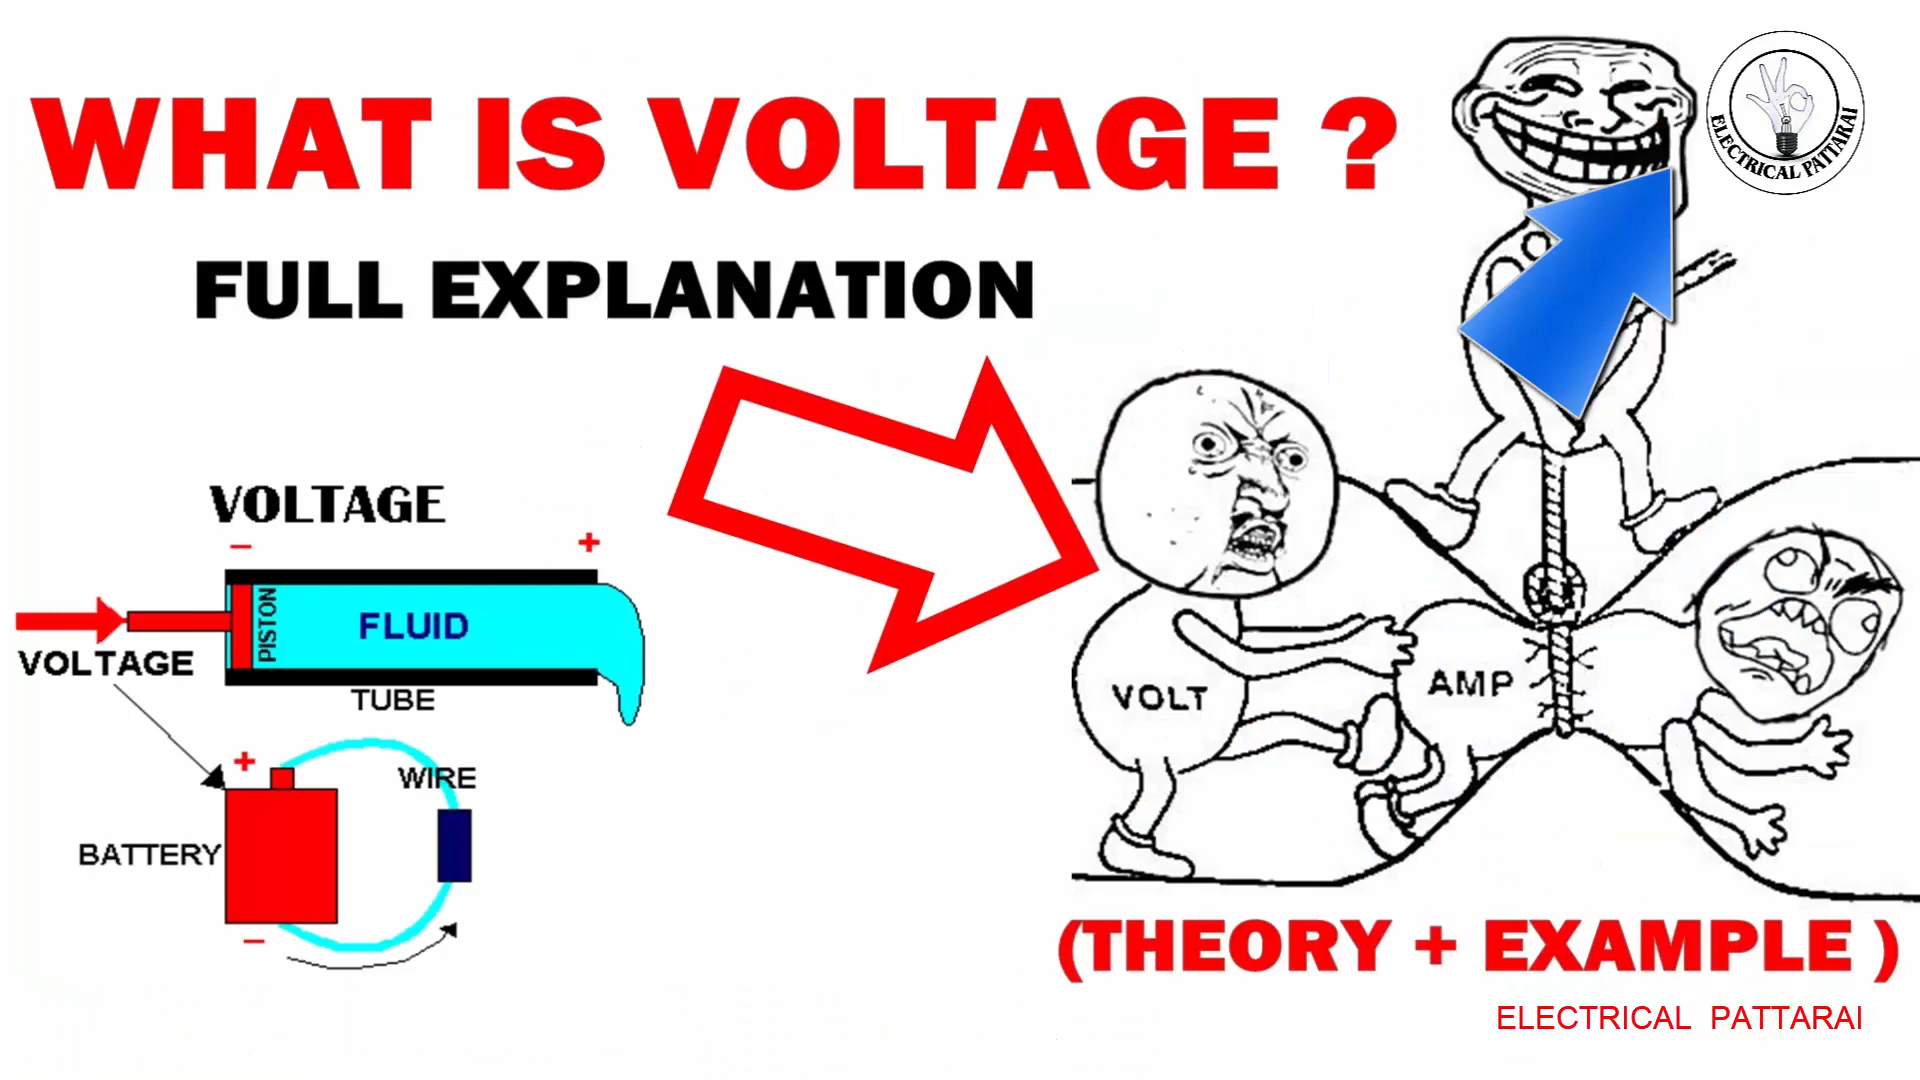 WHAT IS VOLTAGE ?
FULL EXPLANATION
ELECTRICAL PATTARAI
VOLTAGE
− +
PISTON
FLUID
VOLTAGE
TUBE
+
WIRE
BATTERY
−
VOLT
AMP
(THEORY + EXAMPLE )
ELECTRICAL PATTARAI